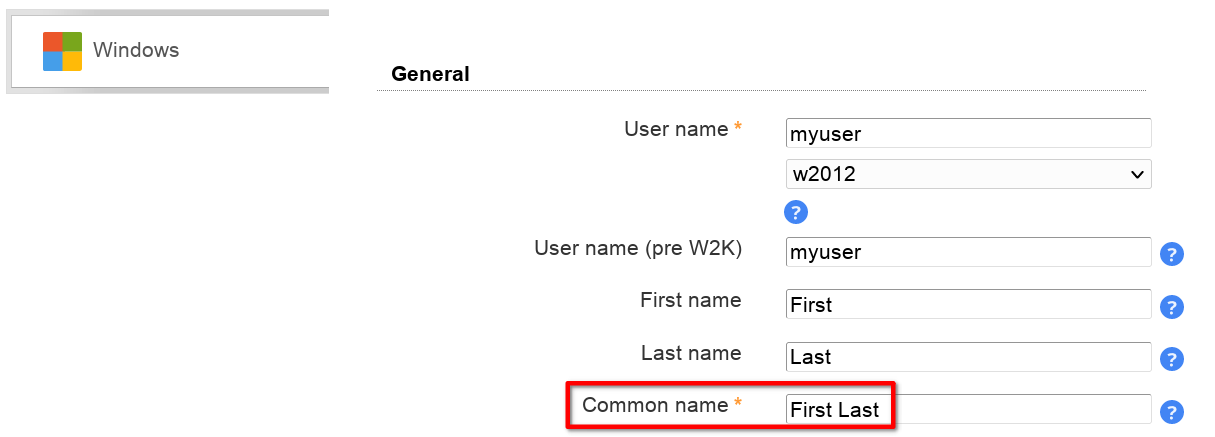 Windows
General
User name * myuser
w2012
?
User name (pre W2K) myuser ?
First name First ?
Last name Last ?
Common name * First Last ?